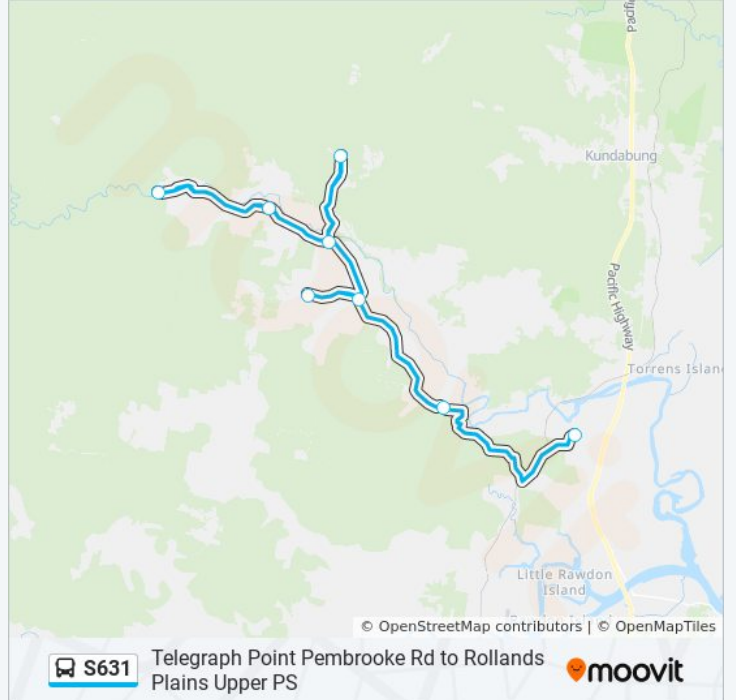 Pacifi
Kundabung
Pacific Highway
Torrens Island
Little Rawdon
Island
© OpenStreetMap contributors | © OpenMapTiles
S631
Telegraph Point Pembrooke Rd to Rollands
Plains Upper PS
moovit